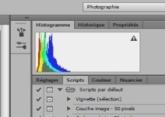 Photographie
Histogramme Historique Propriétés
Réglages Scripts Couleur Nuancier
Scripts par défaut
Vignette (sélection)
Couche image - 50 pixels